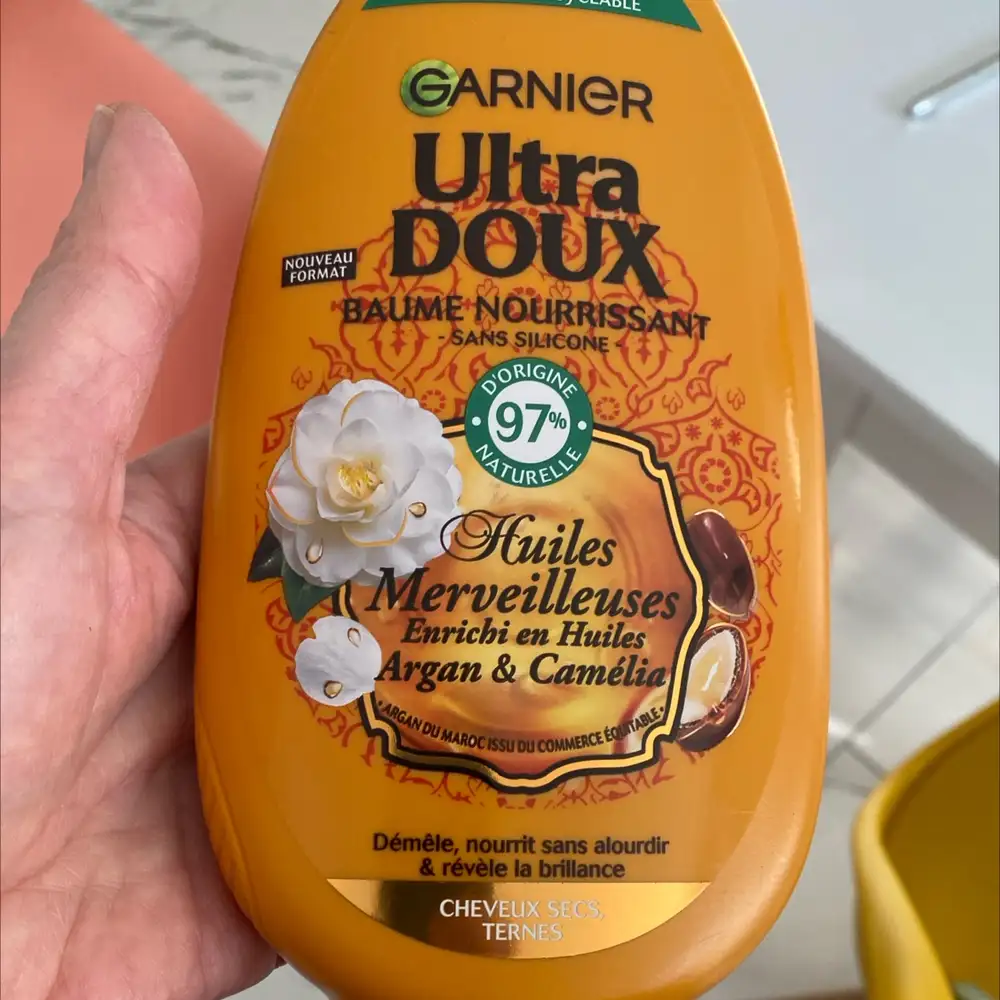 GARNIER
Ultra
DOUX
NOUVEAU
FORMAT
BAUME NOURRISSANT
- SANS SILICONE -
D'ORIGINE
97%
NATURELLE
Huiles
Merveilleuses
Enrichi en Huiles
Argan & Camélia
• ARGAN DU MAROC ISSU DU COMMERCE ÉQUITABLE •
Démêle, nourrit sans alourdir
& révèle la brillance
CHEVEUX SECS,
TERNES